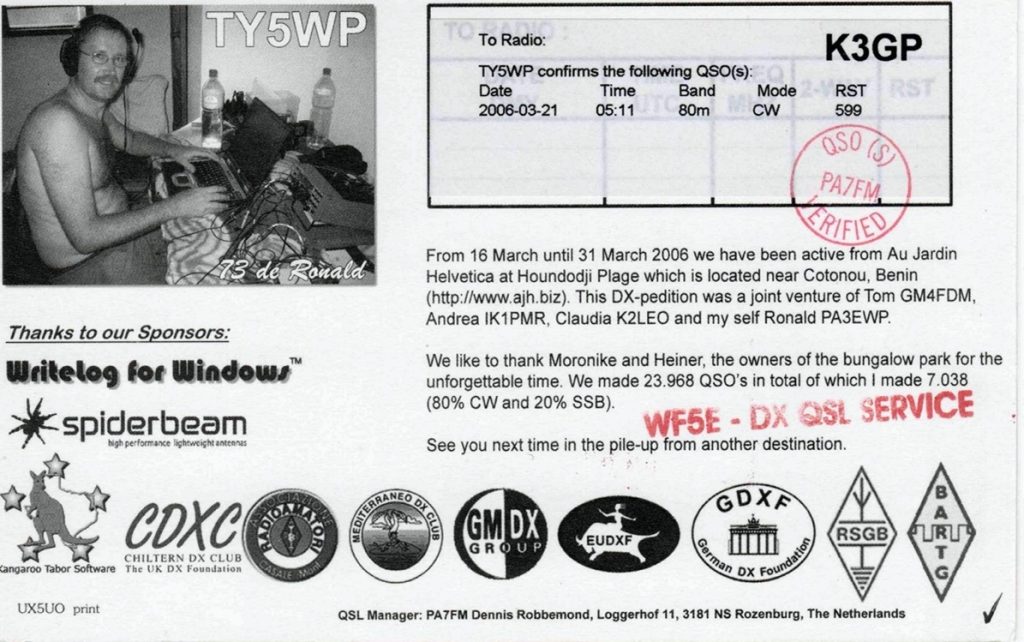 TY5WP
73 de Ronald
To Radio:
K3GP
TY5WP confirms the following QSO(s):
Date Time Band Mode RST
2006-03-21 05:11 80m CW 599
QSO (S)
PA7FM
VERIFIED
From 16 March until 31 March 2006 we have been active from Au Jardin
Helvetica at Houndodji Plage which is located near Cotonou, Benin
(http://www.ajh.biz). This DX-pedition was a joint venture of Tom GM4FDM,
Andrea IK1PMR, Claudia K2LEO and my self Ronald PA3EWP.
We like to thank Moronike and Heiner, the owners of the bungalow park for the
unforgettable time. We made 23.968 QSO's in total of which I made 7.038
(80% CW and 20% SSB).
WF5E - DX QSL SERVICE
See you next time in the pile-up from another destination.
Thanks to our Sponsors:
WriteLog for Windows™
spiderbeam
high performance lightweight antennas
Kangaroo Tabor Software
CDXC
CHILTERN DX CLUB
The UK DX Foundation
RADIOAMATORI
MEDITERRANEO DX CLUB
GMDX
GROUP
EUDXF
GDXF
German DX Foundation
RSGB
BARTG
UX5UO print
QSL Manager: PA7FM Dennis Robbemond, Loggerhof 11, 3181 NS Rozenburg, The Netherlands